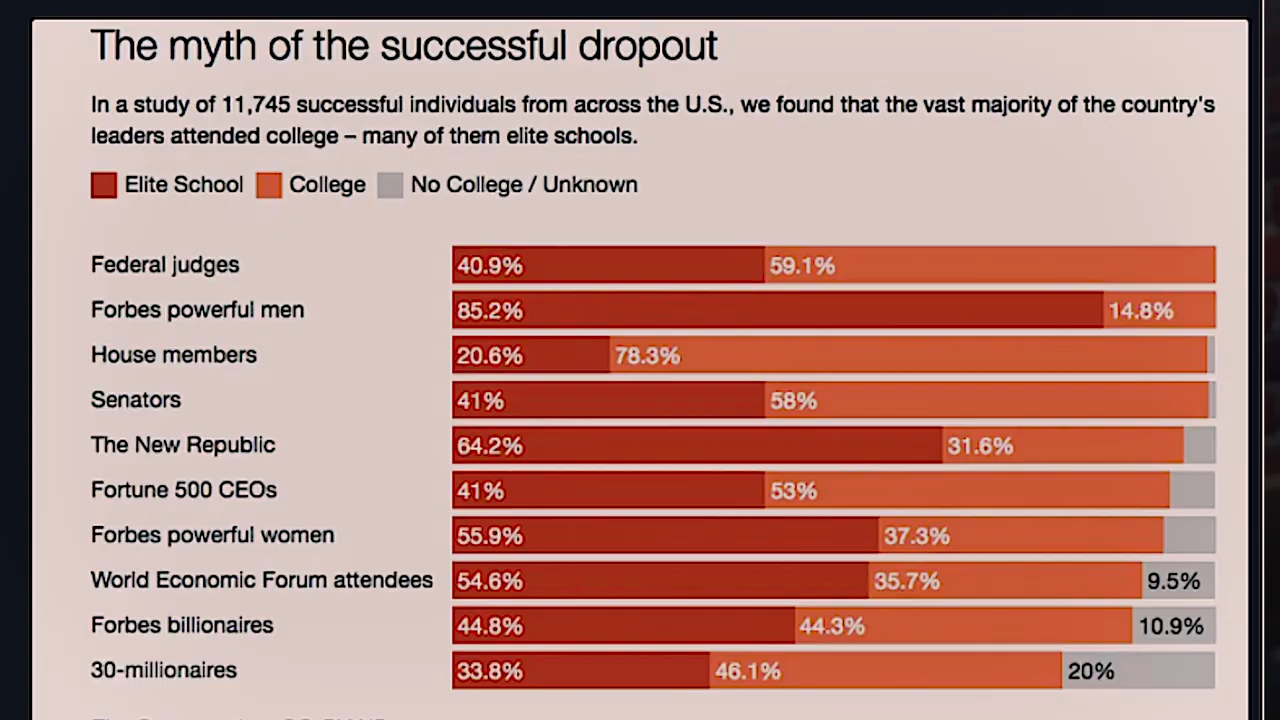 The myth of the successful dropout
In a study of 11,745 successful individuals from across the U.S., we found that the vast majority of the country's
leaders attended college – many of them elite schools.
Elite School College No College / Unknown
Federal judges 40.9% 59.1%
Forbes powerful men 85.2% 14.8%
House members 20.6% 78.3%
Senators 41% 58%
The New Republic 64.2% 31.6%
Fortune 500 CEOs 41% 53%
Forbes powerful women 55.9% 37.3%
World Economic Forum attendees 54.6% 35.7% 9.5%
Forbes billionaires 44.8% 44.3% 10.9%
30-millionaires 33.8% 46.1% 20%